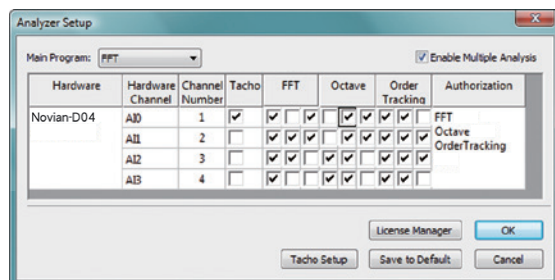 Analyzer Setup
Main Program: FFT
Enable Multiple Analysis
Hardware Hardware Channel Channel Number Tacho FFT Octave Order Tracking Authorization
Novian-D04 AI0 1 FFT
AI1 2 Octave
AI2 3 OrderTracking
AI3 4
License Manager OK
Tacho Setup Save to Default Cancel